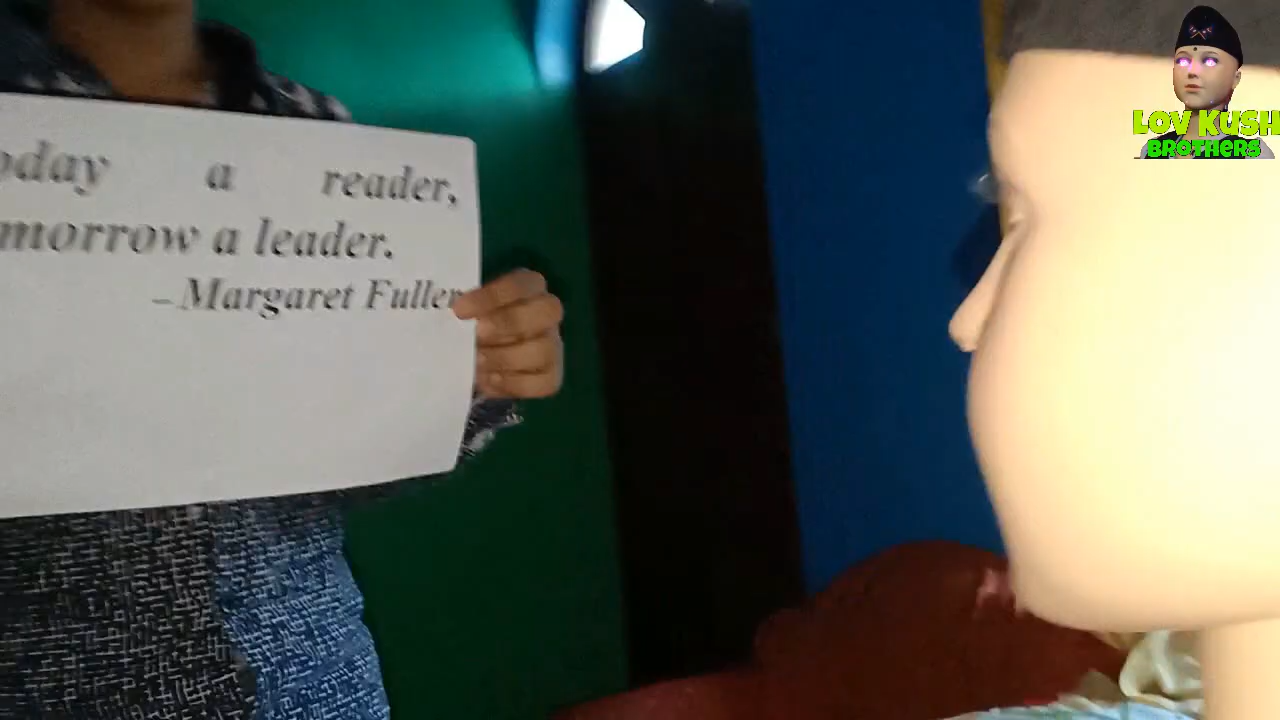 oday a reader,
morrow a leader.
– Margaret Fuller
LOV KUSH
BROTHERS